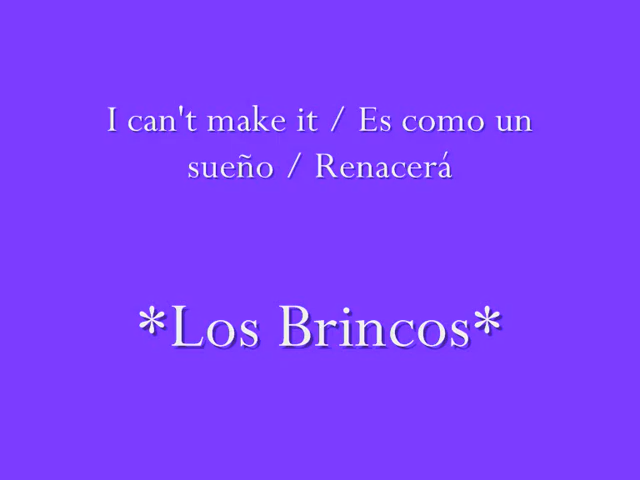 I can't make it / Es como un
sueño / Renacerá
*Los Brincos*